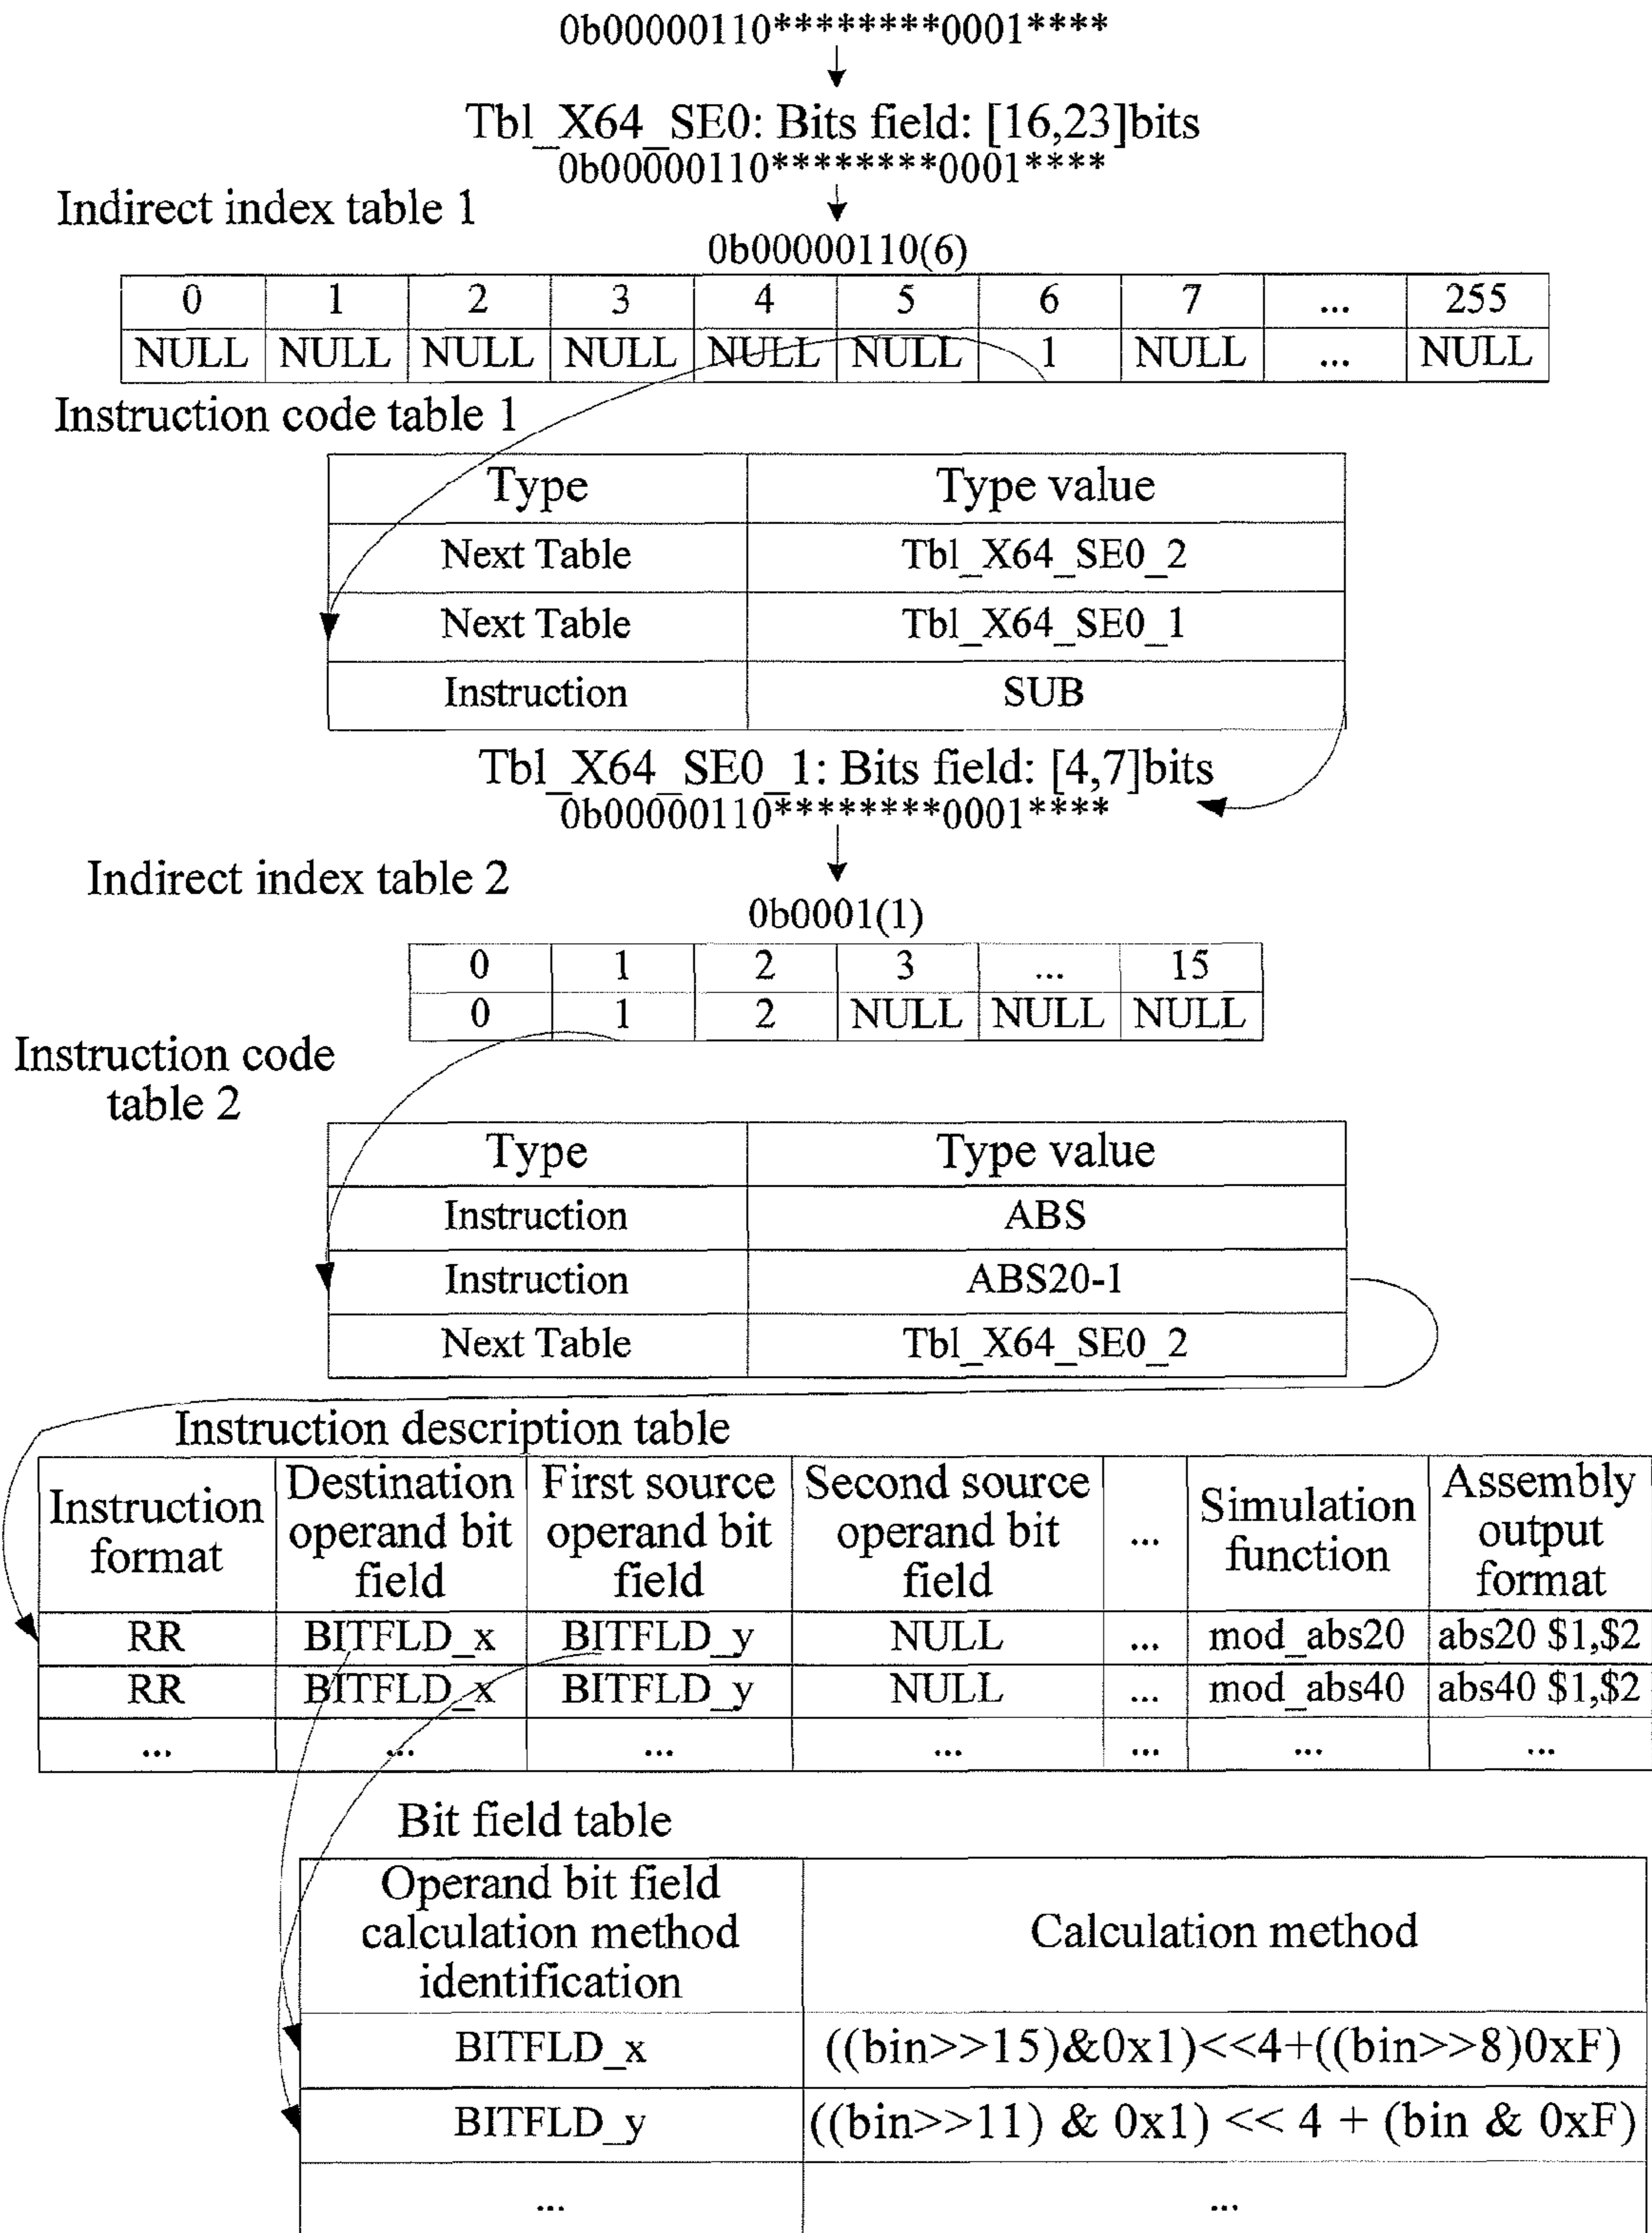 0b00000110********0001****
Tbl_X64_SE0: Bits field: [16,23]bits
0b00000110********0001****
Indirect index table 1
0b00000110(6)
0 1 2 3 4 5 6 7 ... 255
NULL NULL NULL NULL NULL NULL 1 NULL ... NULL
Instruction code table 1
Type Type value
Next Table Tbl_X64_SE0_2
Next Table Tbl_X64_SE0_1
Instruction SUB
Tbl_X64_SE0_1: Bits field: [4,7]bits
0b00000110********0001****
Indirect index table 2
0b0001(1)
0 1 2 3 ... 15
0 1 2 NULL NULL NULL
Instruction code
table 2
Type Type value
Instruction ABS
Instruction ABS20-1
Next Table Tbl_X64_SE0_2
Instruction description table
Instruction
format
Destination
operand bit
field
First source
operand bit
field
Second source
operand bit
field
...
Simulation
function
Assembly
output
format
RR BITFLD_x BITFLD_y NULL ... mod_abs20 abs20 $1,$2
RR BITFLD_x BITFLD_y NULL ... mod_abs40 abs40 $1,$2
... ... ... ... ... ... ...
Bit field table
Operand bit field
calculation method
identification
Calculation method
BITFLD_x ((bin>>15)&0x1)<<4+((bin>>8)0xF)
BITFLD_y ((bin>>11) & 0x1) << 4 + (bin & 0xF)
... ...